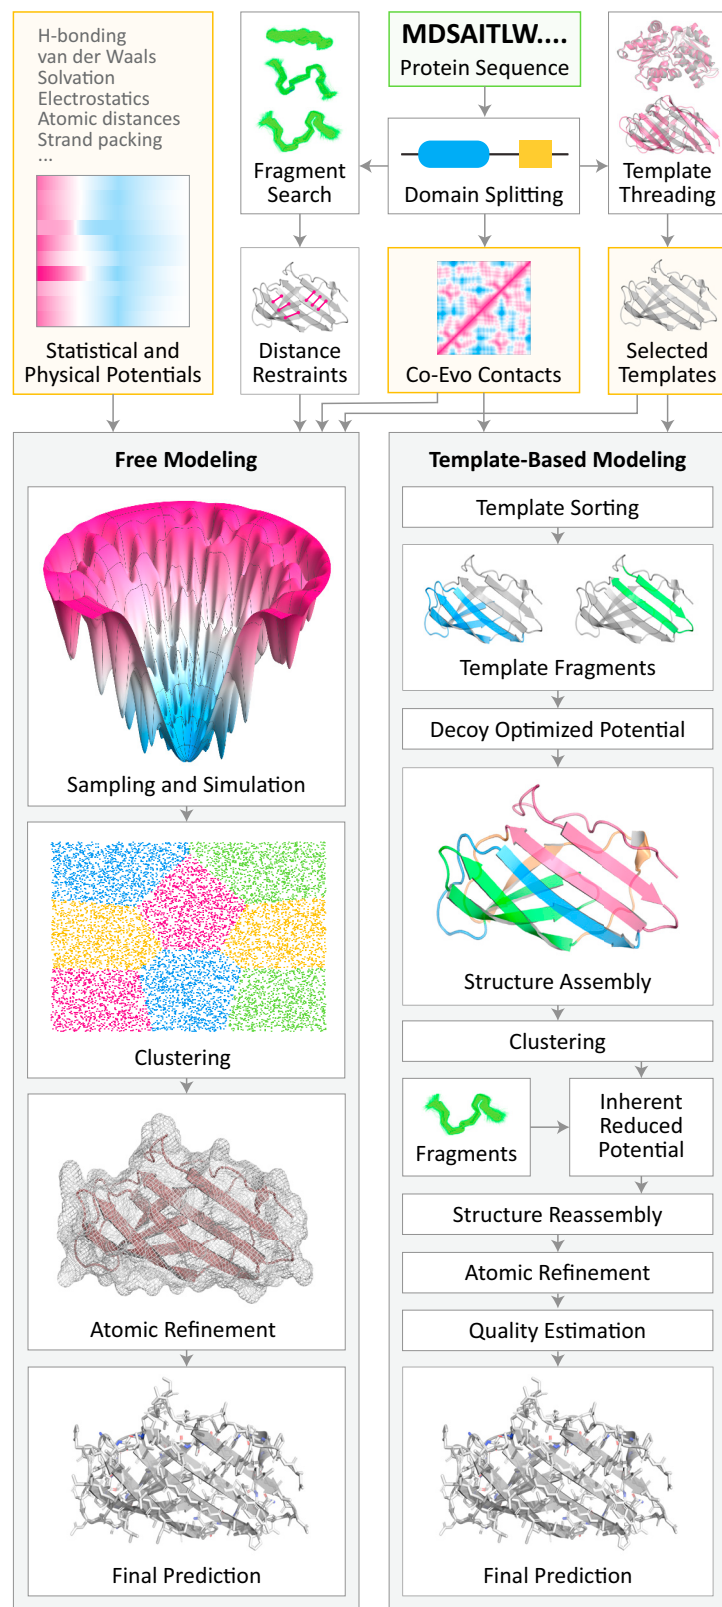 H-bonding
van der Waals
Solvation
Electrostatics
Atomic distances
Strand packing
...
Statistical and
Physical Potentials
Fragment
Search
MDSAITLW....
Protein Sequence
Domain Splitting
Template
Threading
Distance
Restraints
Co-Evo Contacts
Selected
Templates
Free Modeling
Sampling and Simulation
Clustering
Atomic Refinement
Final Prediction
Template-Based Modeling
Template Sorting
Template Fragments
Decoy Optimized Potential
Structure Assembly
Clustering
Fragments
Inherent
Reduced
Potential
Structure Reassembly
Atomic Refinement
Quality Estimation
Final Prediction